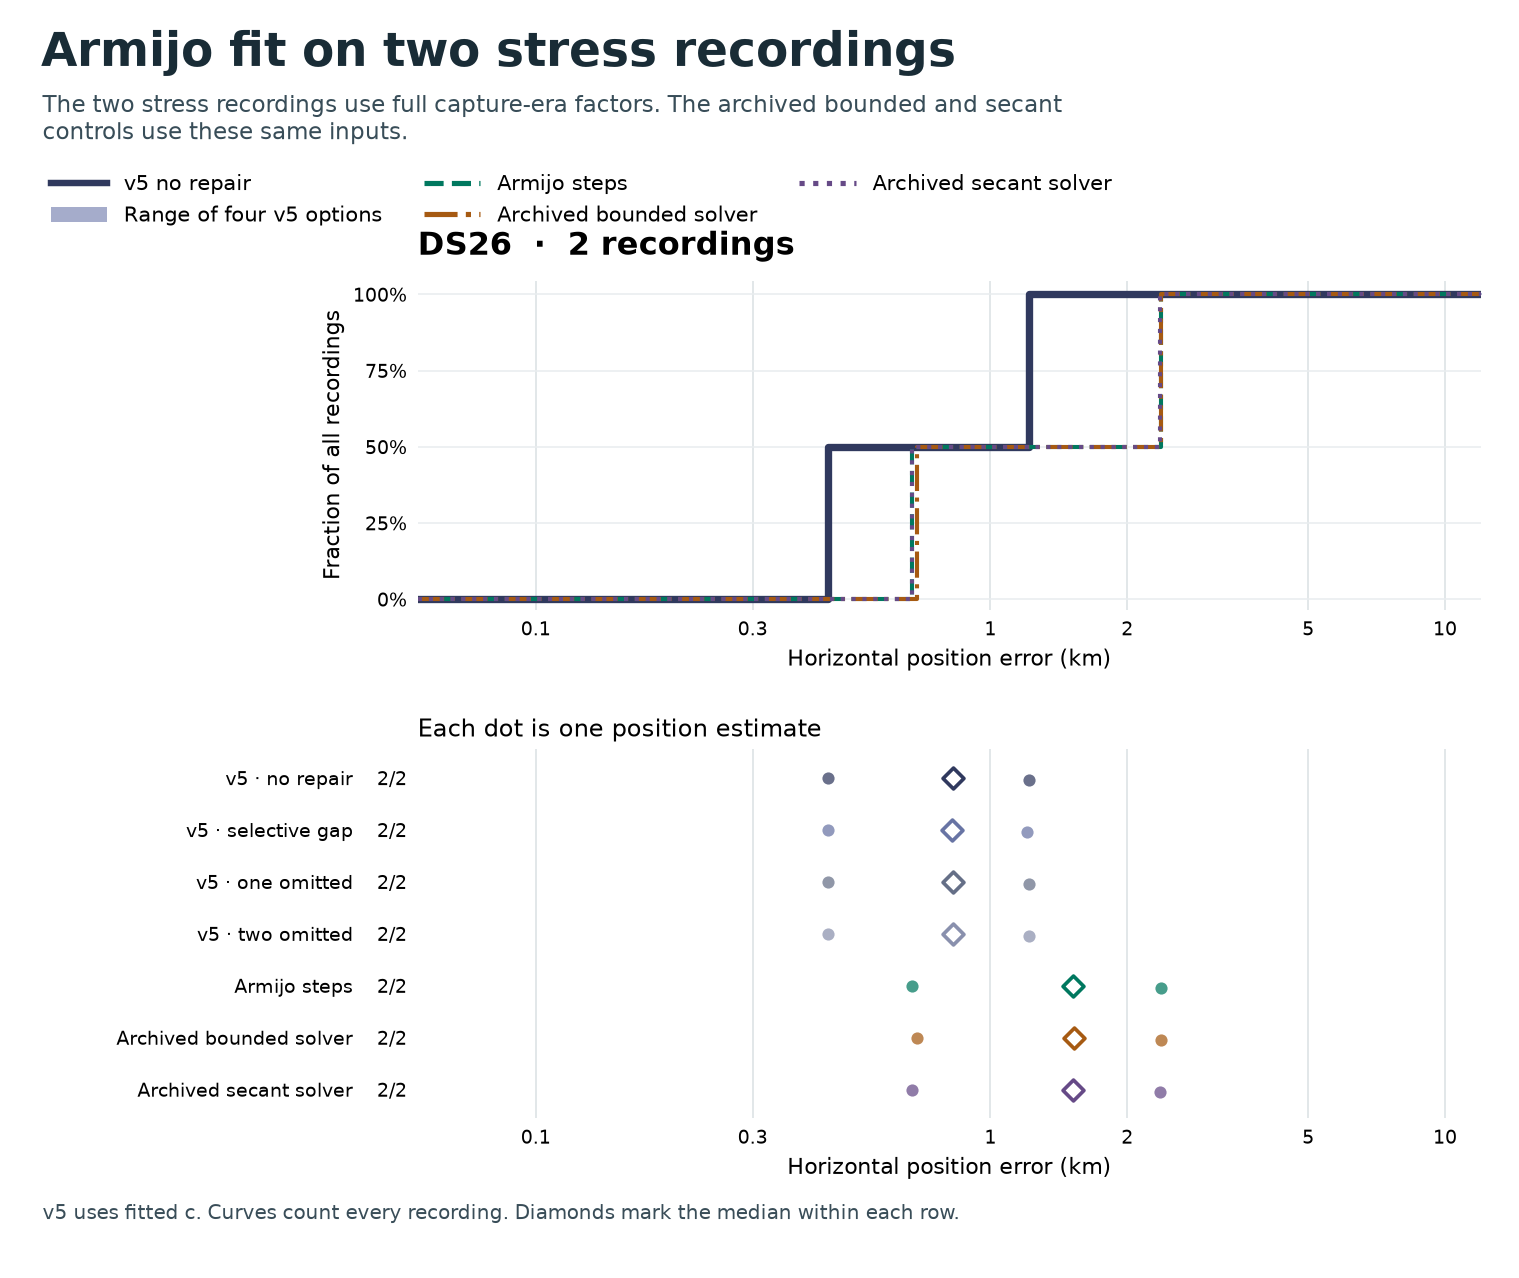 Armijo fit on two stress recordings
The two stress recordings use full capture-era factors. The archived bounded and secant
controls use these same inputs.
v5 no repair
Armijo steps
Archived secant solver
Range of four v5 options
Archived bounded solver
DS26 · 2 recordings
Fraction of all recordings
100%
75%
50%
25%
0%
0.1 0.3 1 2 5 10
Horizontal position error (km)
Each dot is one position estimate
v5 · no repair 2/2
v5 · selective gap 2/2
v5 · one omitted 2/2
v5 · two omitted 2/2
Armijo steps 2/2
Archived bounded solver 2/2
Archived secant solver 2/2
0.1 0.3 1 2 5 10
Horizontal position error (km)
v5 uses fitted c. Curves count every recording. Diamonds mark the median within each row.